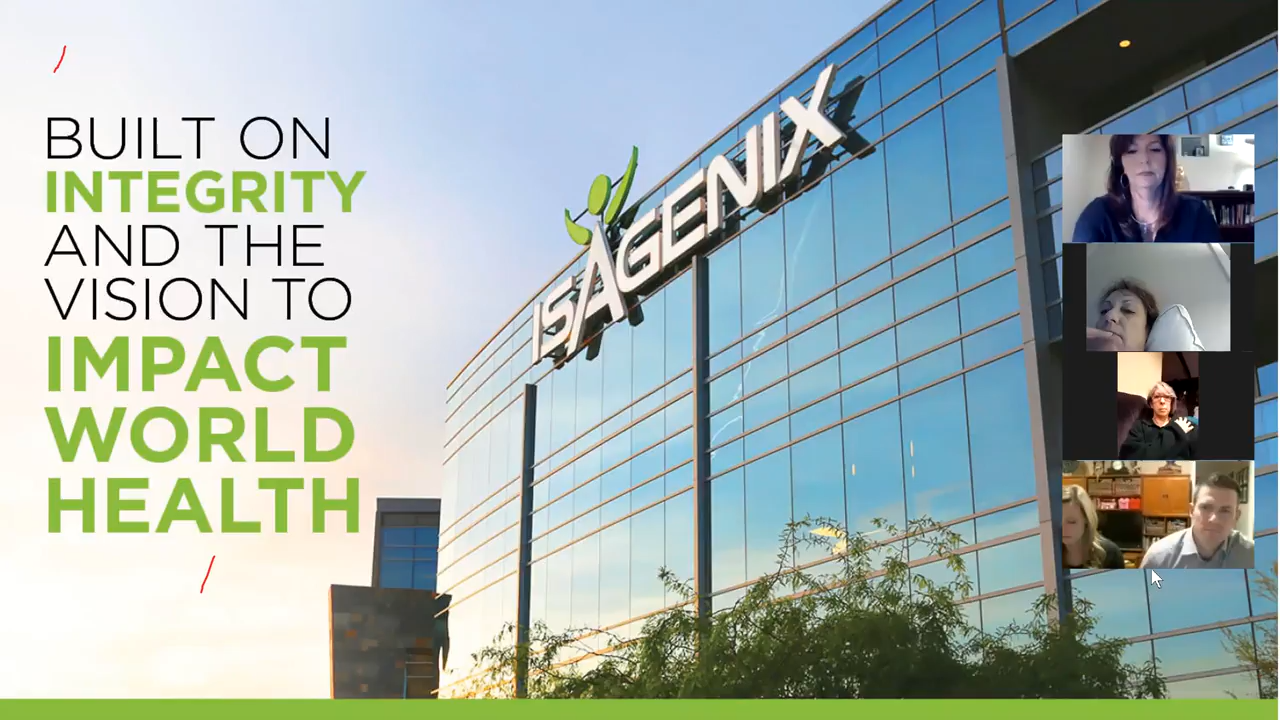 BUILT ON
INTEGRITY
AND THE
VISION TO
IMPACT
WORLD
HEALTH
ISAGENIX